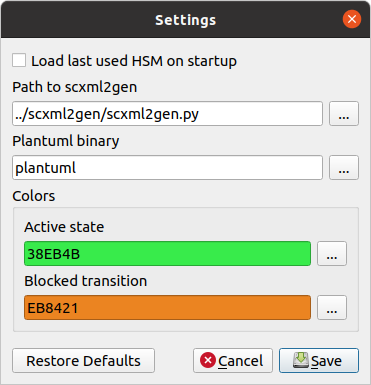 Settings
Load last used HSM on startup
Path to scxml2gen
../scxml2gen/scxml2gen.py ...
Plantuml binary
plantuml ...
Colors
Active state
38EB4B ...
Blocked transition
EB8421 ...
Restore Defaults Cancel Save